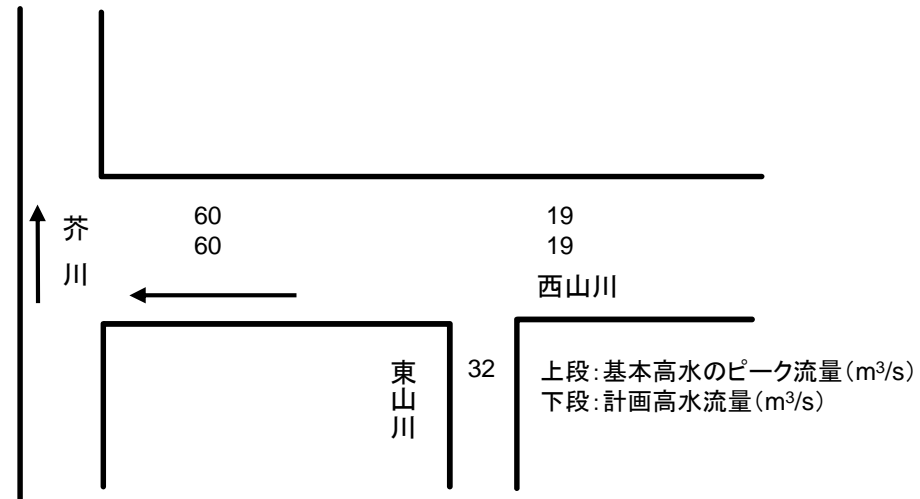 60
60
19
19
芥川
西山川
東山川
32
上段:基本高水のピーク流量(m³/s)
下段:計画高水流量(m³/s)